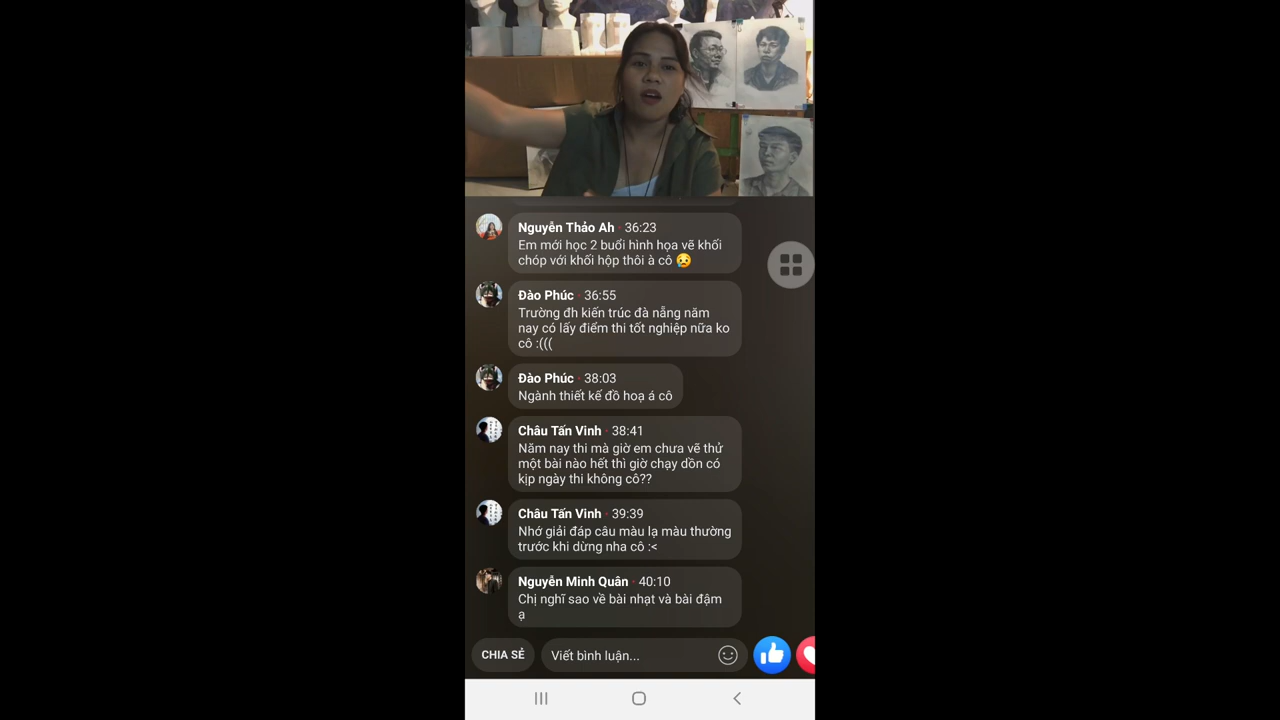 Nguyễn Thảo Ah · 36:23
Em mới học 2 buổi hình họa vẽ khối
chóp với khối hộp thôi à cô 😥
Đào Phúc · 36:55
Trường đh kiến trúc đà nẵng năm
nay có lấy điểm thi tốt nghiệp nữa ko
cô :(((
Đào Phúc · 38:03
Ngành thiết kế đồ hoạ á cô
Châu Tấn Vinh · 38:41
Năm nay thi mà giờ em chưa vẽ thử
một bài nào hết thì giờ chạy dồn có
kịp ngày thi không cô??
Châu Tấn Vinh · 39:39
Nhớ giải đáp câu màu lạ màu thường
trước khi dừng nha cô :<
Nguyễn Minh Quân · 40:10
Chị nghĩ sao về bài nhạt và bài đậm
ạ
CHIA SẺ
Viết bình luận...